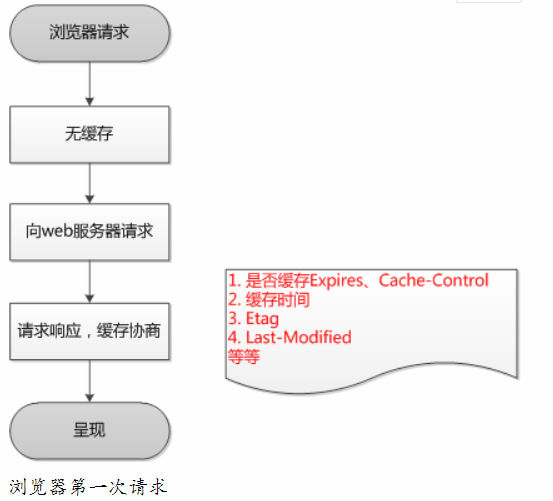 浏览器请求
无缓存
向web服务器请求
请求响应，缓存协商
呈现
1. 是否缓存Expires、Cache-Control
2. 缓存时间
3. Etag
4. Last-Modified
等等
浏览器第一次请求